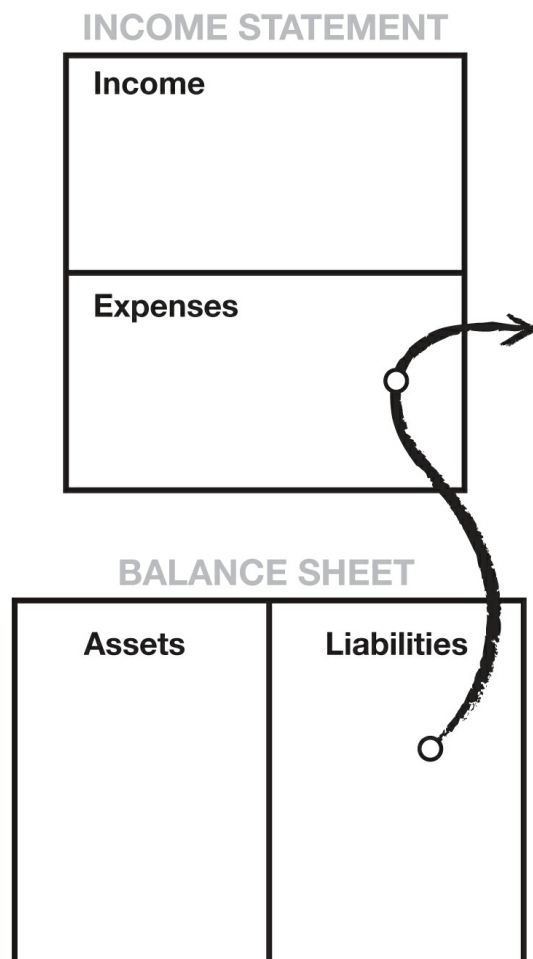 INCOME STATEMENT
Income
Expenses
BALANCE SHEET
Assets Liabilities